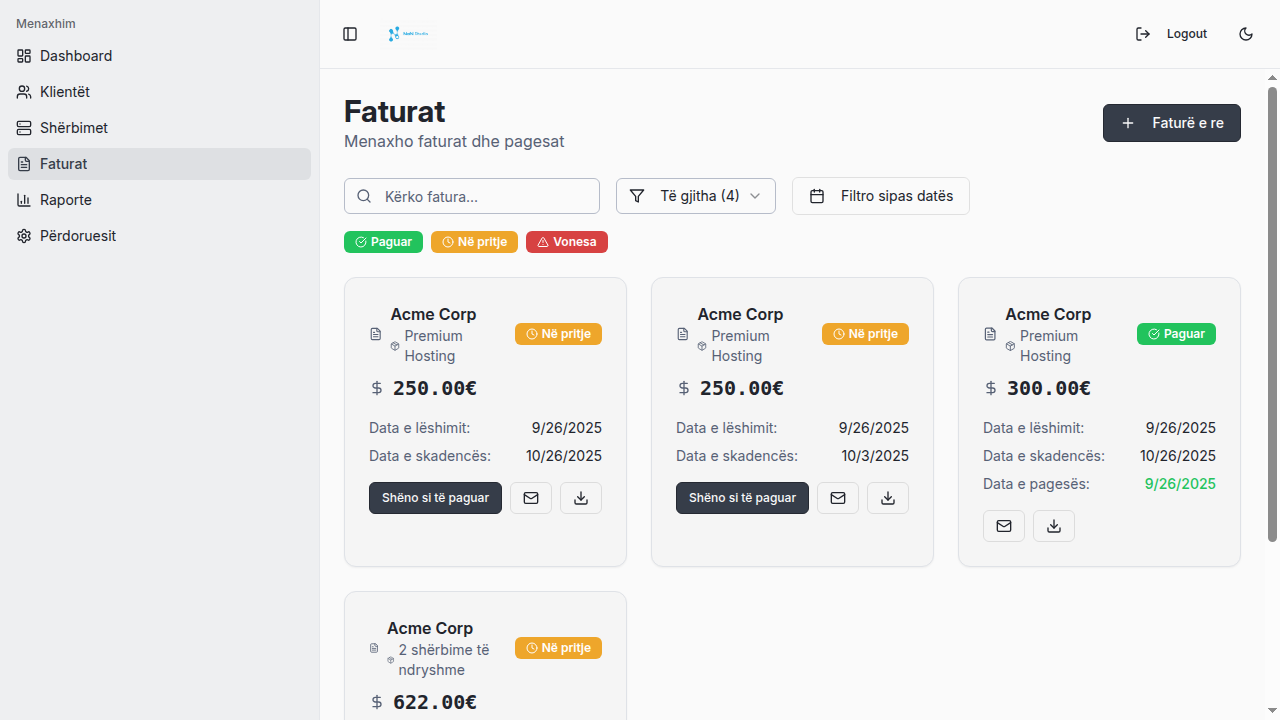 Menaxhim
Dashboard
Klientët
Shërbimet
Faturat
Raporte
Përdoruesit
Logout
Faturat
Menaxho faturat dhe pagesat
Faturë e re
Kërko fatura...
Të gjitha (4)
Filtro sipas datës
Paguar
Në pritje
Vonesa
Acme Corp
Premium
Hosting
Në pritje
250.00€
Data e lëshimit: 9/26/2025
Data e skadencës: 10/26/2025
Shëno si të paguar
Acme Corp
Premium
Hosting
Në pritje
250.00€
Data e lëshimit: 9/26/2025
Data e skadencës: 10/3/2025
Shëno si të paguar
Acme Corp
Premium
Hosting
Paguar
300.00€
Data e lëshimit: 9/26/2025
Data e skadencës: 10/26/2025
Data e pagesës: 9/26/2025
Acme Corp
2 shërbime të
ndryshme
Në pritje
622.00€